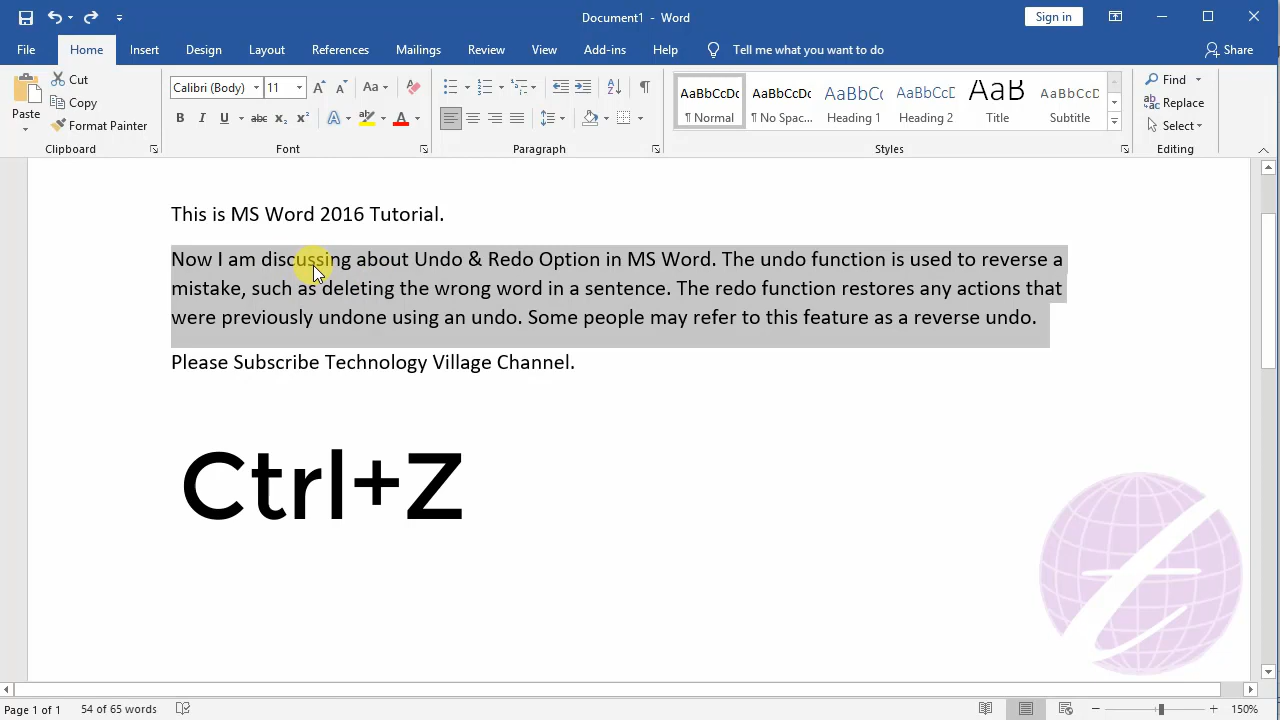 Document1 - Word
Sign in
File Home Insert Design Layout References Mailings Review View Add-ins Help Tell me what you want to do Share
Paste
Cut
Copy
Format Painter
Clipboard
Calibri (Body) 11
B I U abc x₂ x² A A
Aa
Font
Paragraph
AaBbCcDc AaBbCcDc AaBbCc AaBbCcD AaB AaBbCcD
¶ Normal ¶ No Spac... Heading 1 Heading 2 Title Subtitle
Styles
Find
Replace
Select
Editing
This is MS Word 2016 Tutorial.
Now I am discussing about Undo & Redo Option in MS Word. The undo function is used to reverse a
mistake, such as deleting the wrong word in a sentence. The redo function restores any actions that
were previously undone using an undo. Some people may refer to this feature as a reverse undo.
Please Subscribe Technology Village Channel.
Ctrl+Z
Page 1 of 1 54 of 65 words 150%